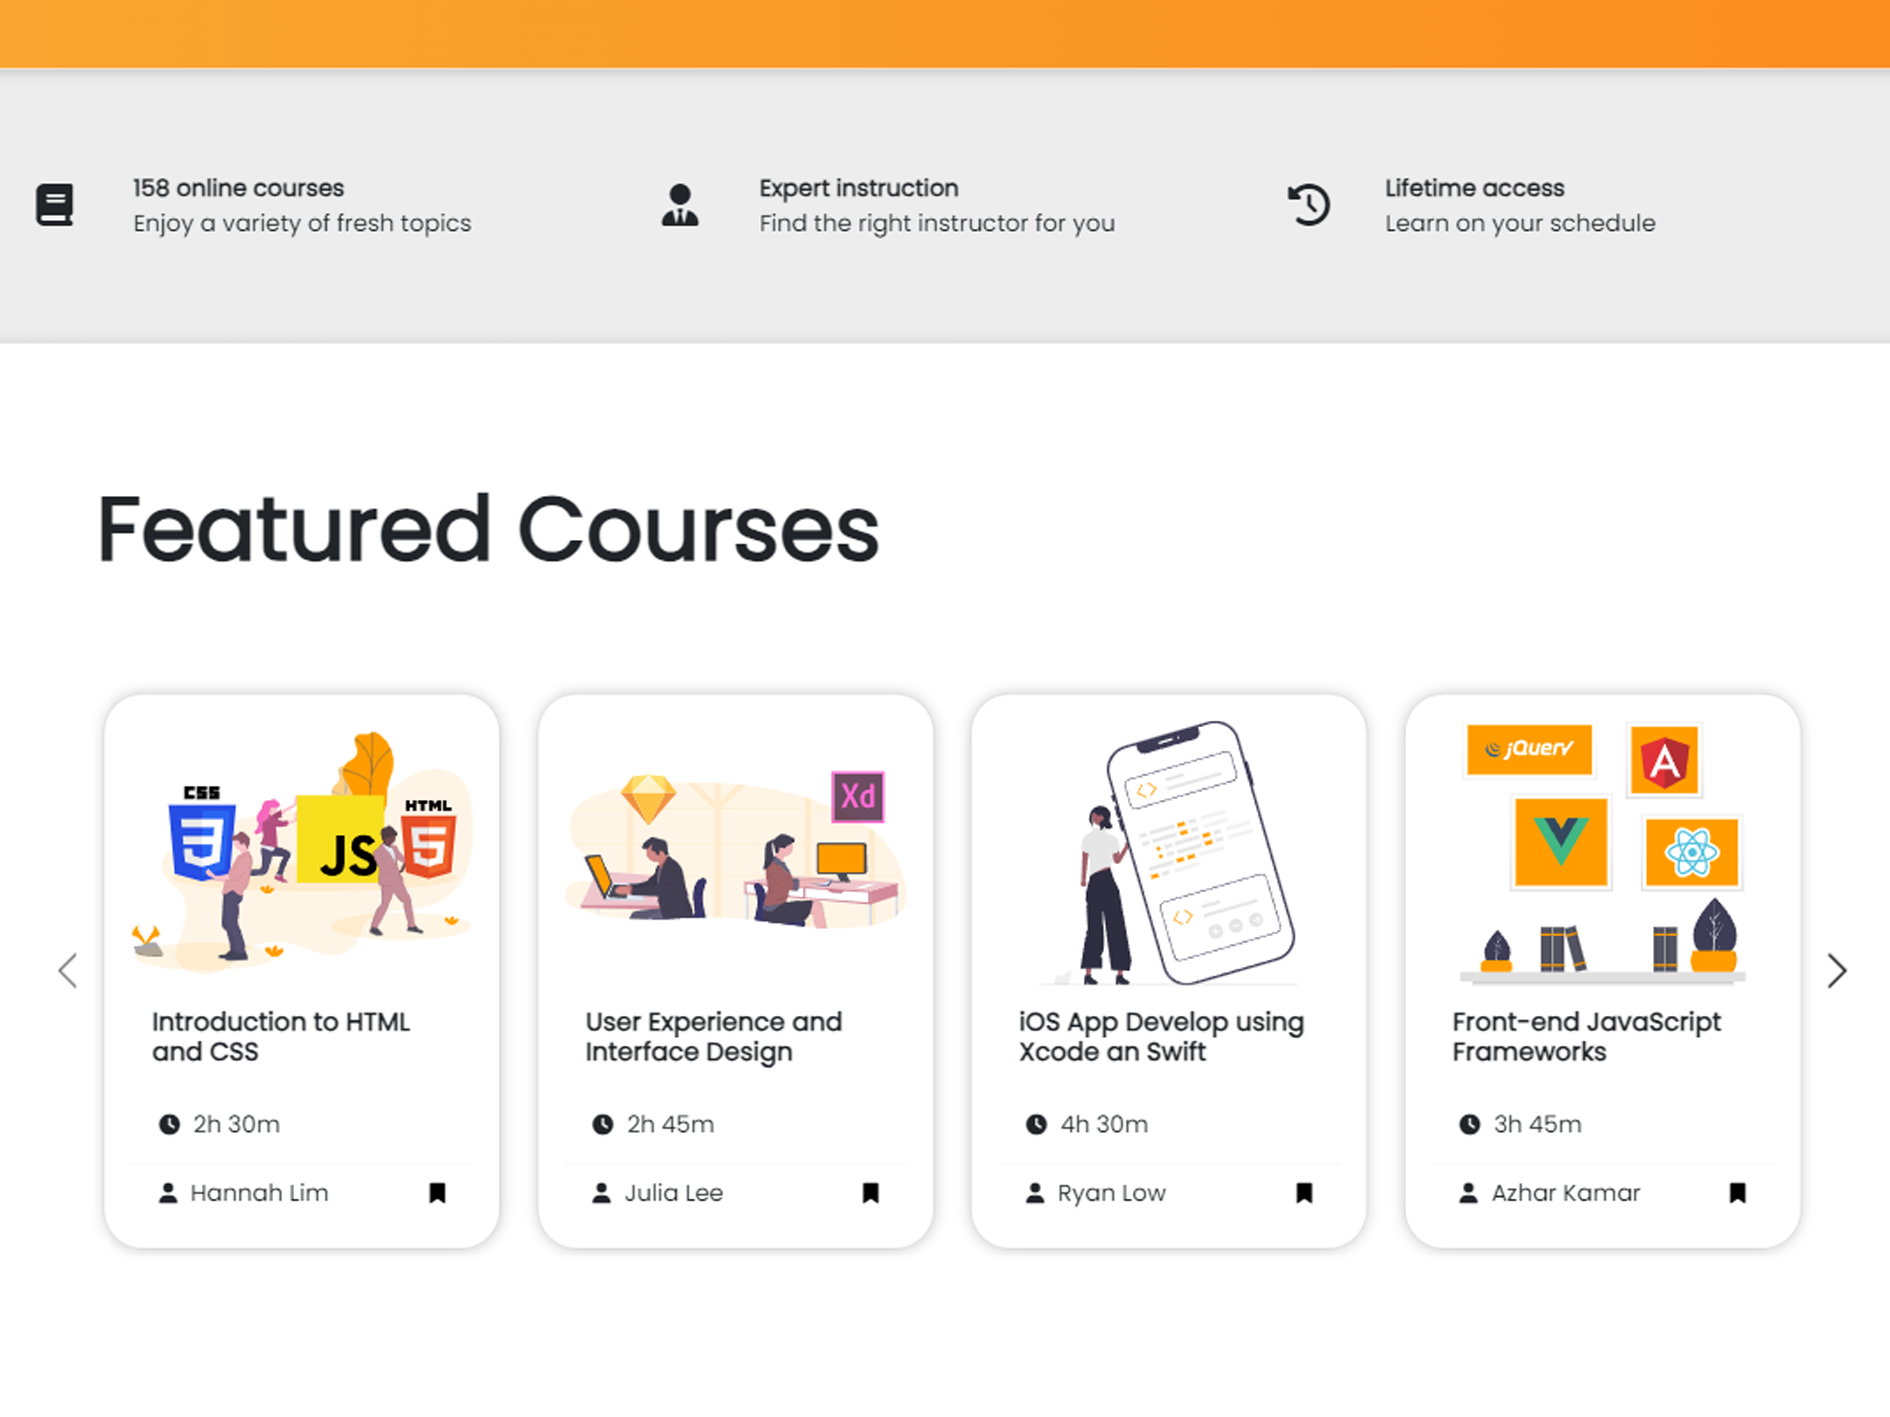 158 online courses
Enjoy a variety of fresh topics
Expert instruction
Find the right instructor for you
Lifetime access
Learn on your schedule
Featured Courses
CSS
3
JS
HTML
5
Introduction to HTML
and CSS
2h 30m
Hannah Lim
Xd
User Experience and
Interface Design
2h 45m
Julia Lee
iOS App Develop using
Xcode an Swift
4h 30m
Ryan Low
jQuery
A
Front-end JavaScript
Frameworks
3h 45m
Azhar Kamar